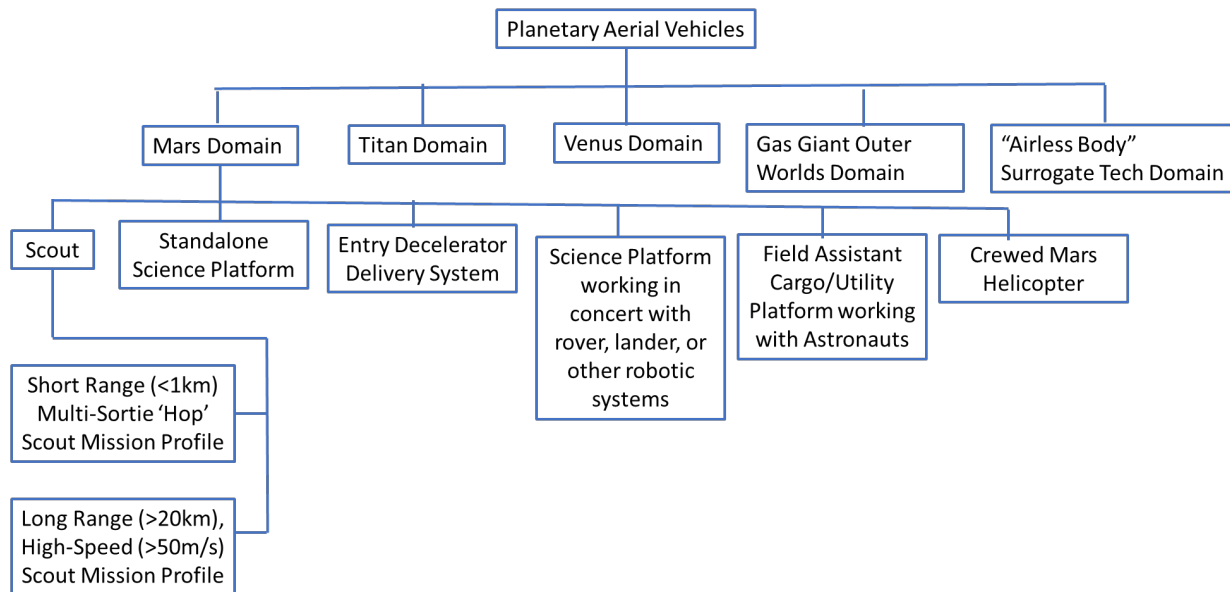 Planetary Aerial Vehicles
Mars Domain
Titan Domain
Venus Domain
Gas Giant Outer
Worlds Domain
“Airless Body”
Surrogate Tech Domain
Scout
Standalone
Science Platform
Entry Decelerator
Delivery System
Science Platform
working in
concert with
rover, lander, or
other robotic
systems
Field Assistant
Cargo/Utility
Platform working
with Astronauts
Crewed Mars
Helicopter
Short Range (<1km)
Multi-Sortie ‘Hop’
Scout Mission Profile
Long Range (>20km),
High-Speed (>50m/s)
Scout Mission Profile